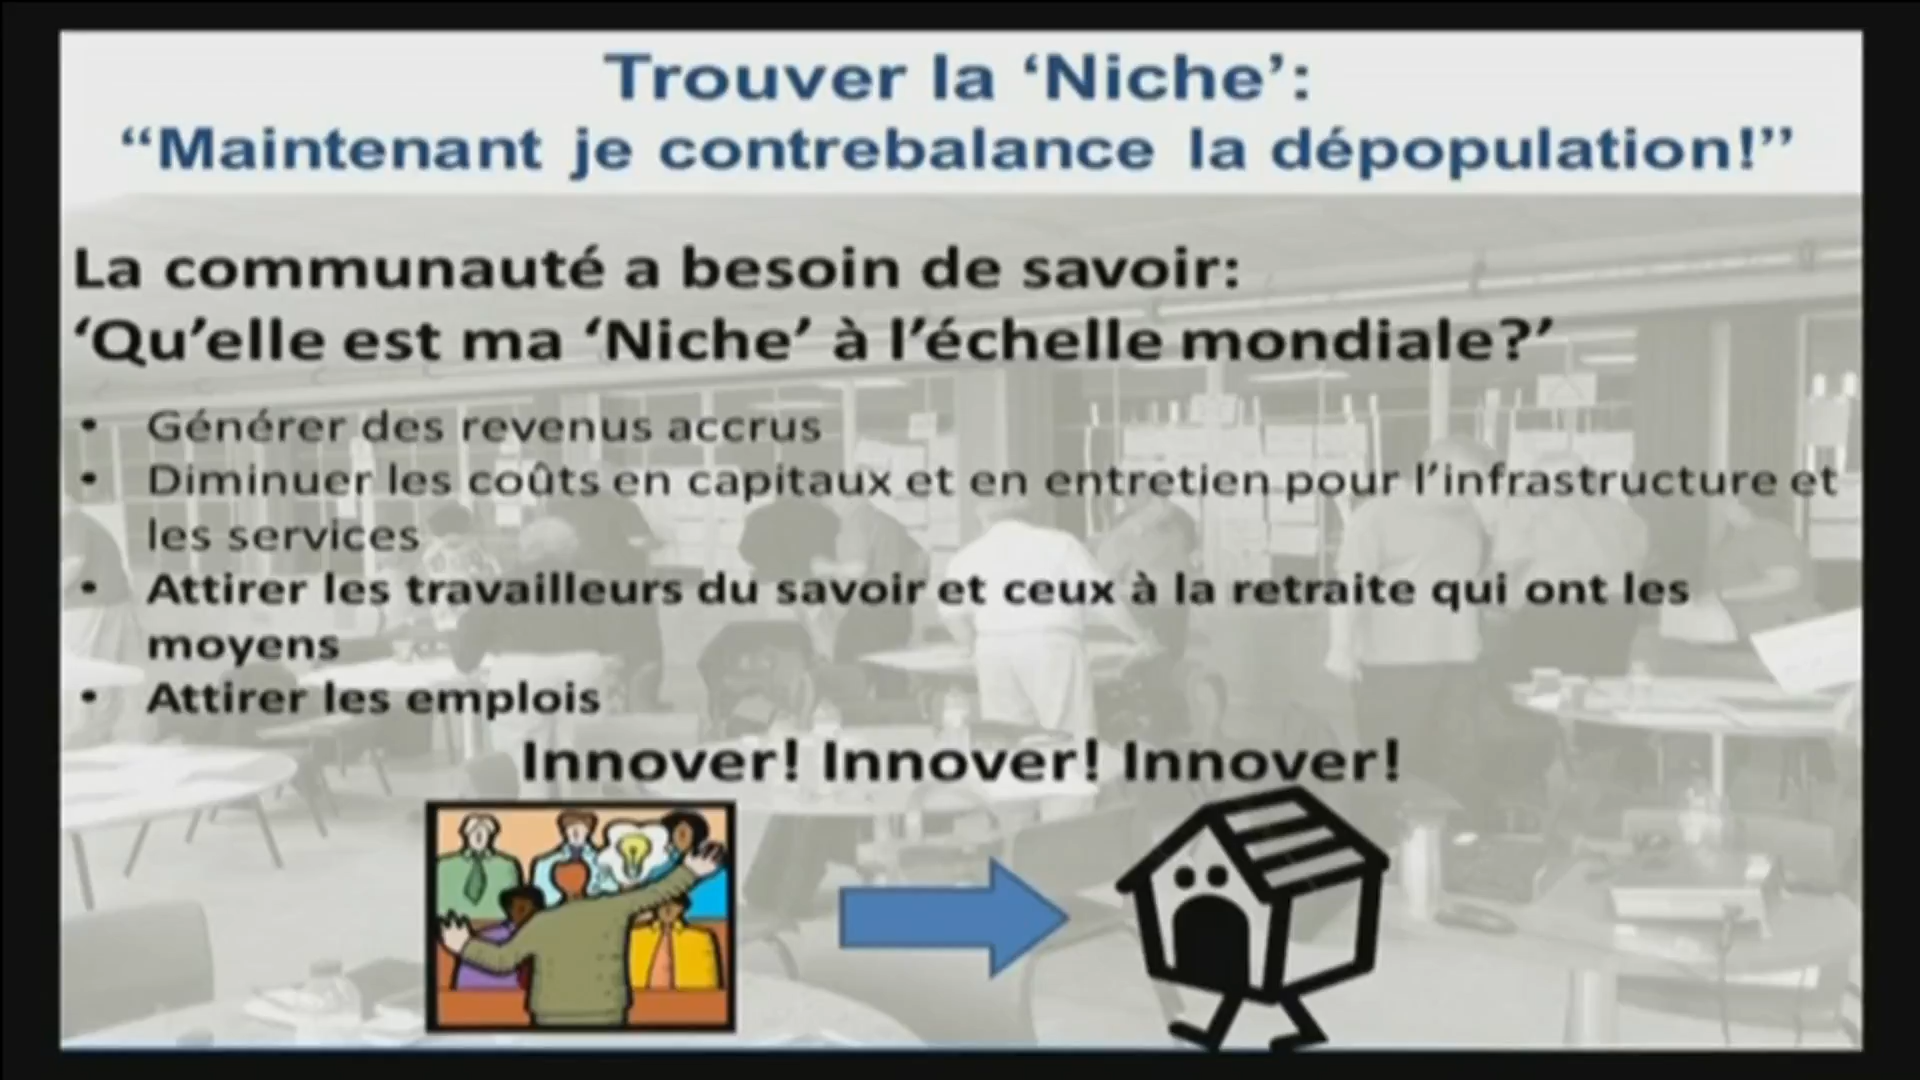 Trouver la ‘Niche’:
“Maintenant je contrebalance la dépopulation!”
La communauté a besoin de savoir:
‘Qu’elle est ma ‘Niche’ à l’échelle mondiale?’
• Générer des revenus accrus
• Diminuer les coûts en capitaux et en entretien pour l’infrastructure et
les services
• Attirer les travailleurs du savoir et ceux à la retraite qui ont les
moyens
• Attirer les emplois
Innover! Innover! Innover!